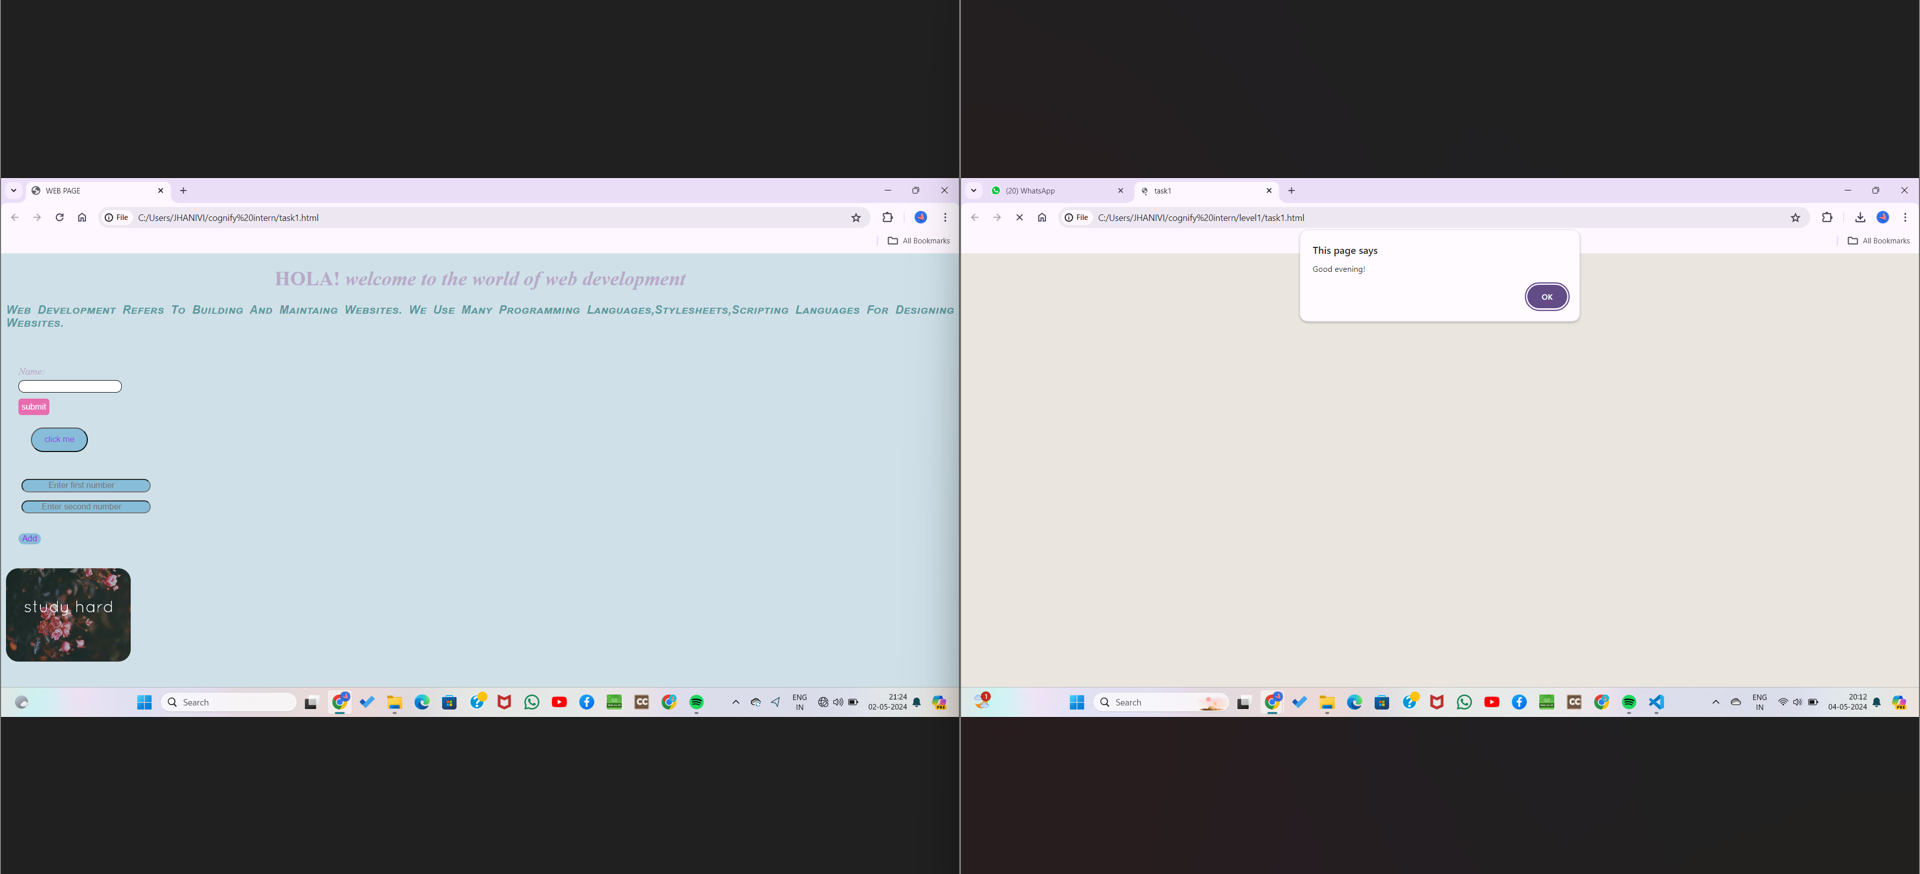 WEB PAGE
File C:/Users/JHANIVI/cognify%20intern/task1.html
All Bookmarks
HOLA! welcome to the world of web development
Web Development Refers To Building And Maintaing Websites. We Use Many Programming Languages,Stylesheets,Scripting Languages For Designing
Websites.
Name:
submit
click me
Enter first number
Enter second number
Add
study hard
Search
ENG
IN
21:24
02-05-2024
(20) WhatsApp
task1
File C:/Users/JHANIVI/cognify%20intern/level1/task1.html
All Bookmarks
This page says
Good evening!
OK
1
Search
CC
ENG
IN
20:12
04-05-2024